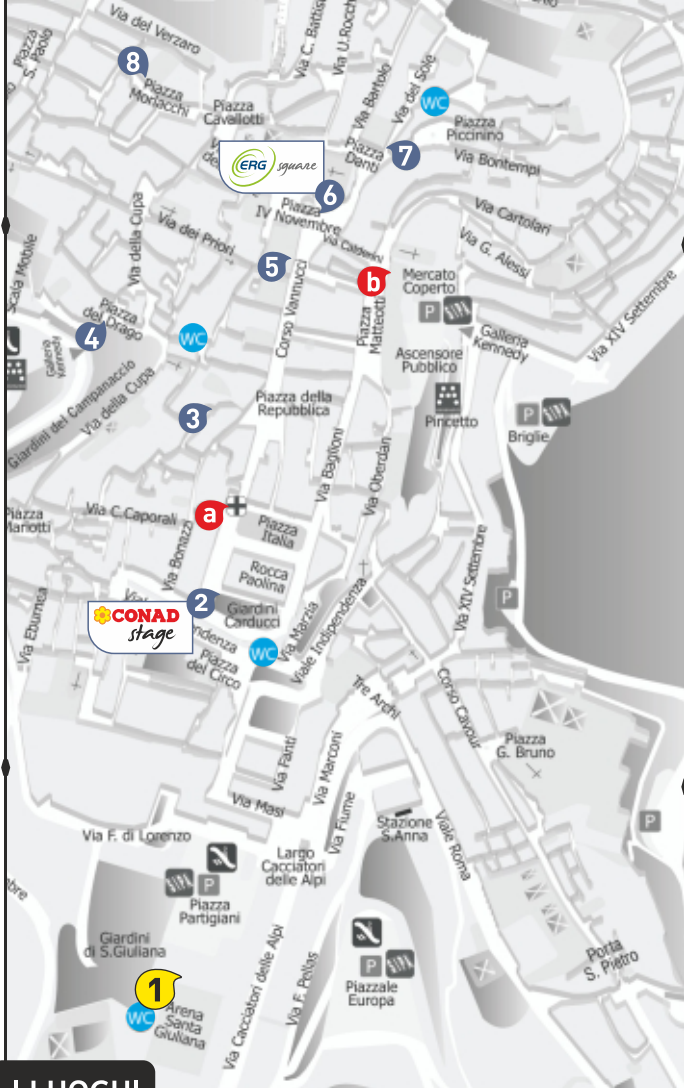 Via del Verzaro
Via C. Battis
Via U.Rocch
Piazza
S. Paolo
8
Piazza
Morlacchi
Piazza
Cavallotti
Via Bartolo
Via del Sole
WC
Piazza
Piccinino
Piazza
Danti
7
Via Bontempi
ERG square
6
Piazza
IV Novembre
Via Calderini
Via Cartolari
Via G. Alessi
Via dei Priori
Via della Cupa
Scala Mobile
5
b
Mercato
Coperto
P
Corso Vannucci
Piazza
Matteotti
Galleria
Kennedy
Via XIV Settembre
Piazza
del Drago
4
Galleria
Kennedy
WC
Ascensore
Pubblico
Pincetto
Giardini del Campanaccio
Via della Cupa
3
Piazza della
Repubblica
P
Briglie
Via Baglioni
Via Oberdan
Piazza
Mariotti
Via C.Caporali
a
Via Bonazzi
Piazza
Italia
Rocca
Paolina
Via XIV Settembre
P
Via Eburnea
CONAD
stage
2
Giardini
Carducci
ndenza
WC
Via Marzia
Viale Indipendenza
Piazza
del Circo
Tre Archi
Corso Cavour
Piazza
G. Bruno
Via Fanti
Via Marconi
Via Masi
Via Fiume
Stazione
S.Anna
Viale Roma
P
Via F. di Lorenzo
Largo
Cacciatori
delle Alpi
P
Piazza
Partigiani
Giardini
di S.Giuliana
Via Cacciatori delle Alpi
Via F. Pellas
P
Piazzale
Europa
Porta
S. Pietro
1
WC
Arena
Santa
Giuliana
I LUOGHI